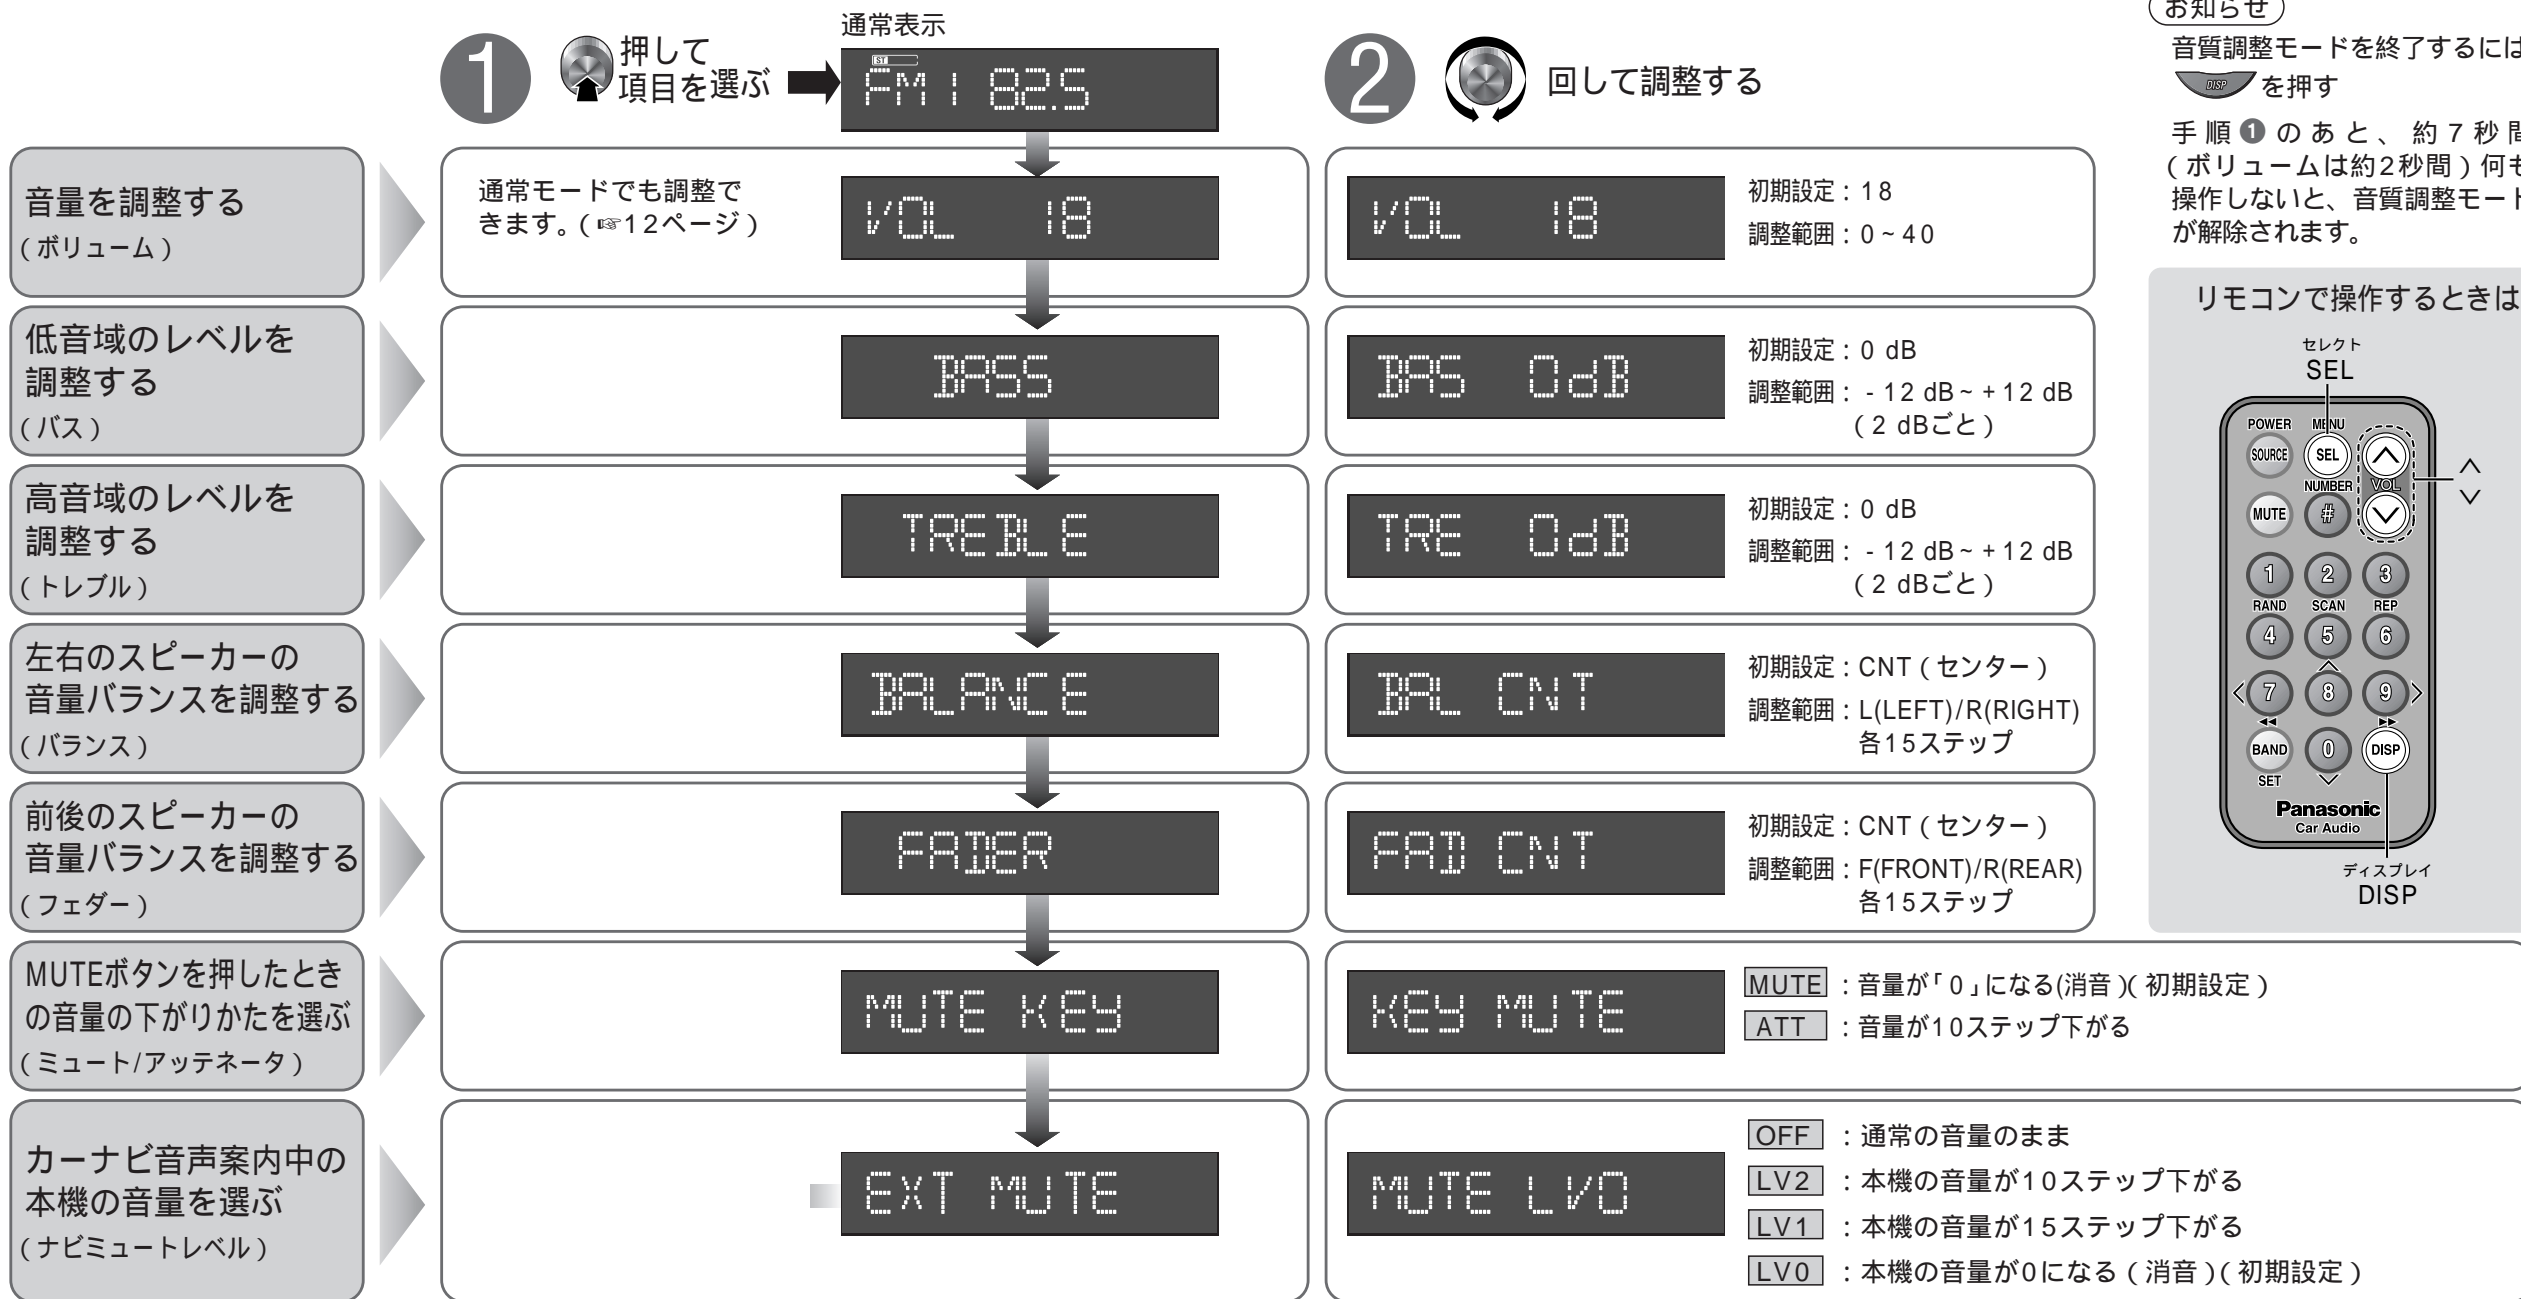 通常表示
1 押して
項目を選ぶ
ST
FM1 82.5
2 回して調整する
音量を調整する
(ボリューム)
通常モードでも調整で
きます。(☞12ページ)
VOL 18
VOL 18
初期設定:18
調整範囲:0~40
低音域のレベルを
調整する
(バス)
BASS
BAS 0dB
初期設定:0 dB
調整範囲:-12 dB~+12 dB
(2 dBごと)
高音域のレベルを
調整する
(トレブル)
TREBLE
TRE 0dB
初期設定:0 dB
調整範囲:-12 dB~+12 dB
(2 dBごと)
左右のスピーカーの
音量バランスを調整する
(バランス)
BALANCE
BAL CNT
初期設定:CNT(センター)
調整範囲:L(LEFT)/R(RIGHT)
各15ステップ
前後のスピーカーの
音量バランスを調整する
(フェダー)
FADER
FAD CNT
初期設定:CNT(センター)
調整範囲:F(FRONT)/R(REAR)
各15ステップ
MUTEボタンを押したとき
の音量の下がりかたを選ぶ
(ミュート/アッテネータ)
MUTE KEY
KEY MUTE
MUTE:音量が「0」になる(消音)(初期設定)
ATT:音量が10ステップ下がる
カーナビ音声案内中の
本機の音量を選ぶ
(ナビミュートレベル)
EXT MUTE
MUTE LV0
OFF:通常の音量のまま
LV2:本機の音量が10ステップ下がる
LV1:本機の音量が15ステップ下がる
LV0:本機の音量が0になる(消音)(初期設定)
お知らせ
音質調整モードを終了するには
DISP を押す
手順❶のあと、約7秒間
(ボリュームは約2秒間)何も
操作しないと、音質調整モード
が解除されます。
リモコンで操作するときは
セレクト
SEL
POWER MENU
SOURCE SEL ∧
NUMBER VOL
MUTE # ∨
∧
∨
1 2 3
RAND SCAN REP
4 5 6
7 8 9
BAND 0 DISP
SET
Panasonic
Car Audio
ディスプレイ
DISP